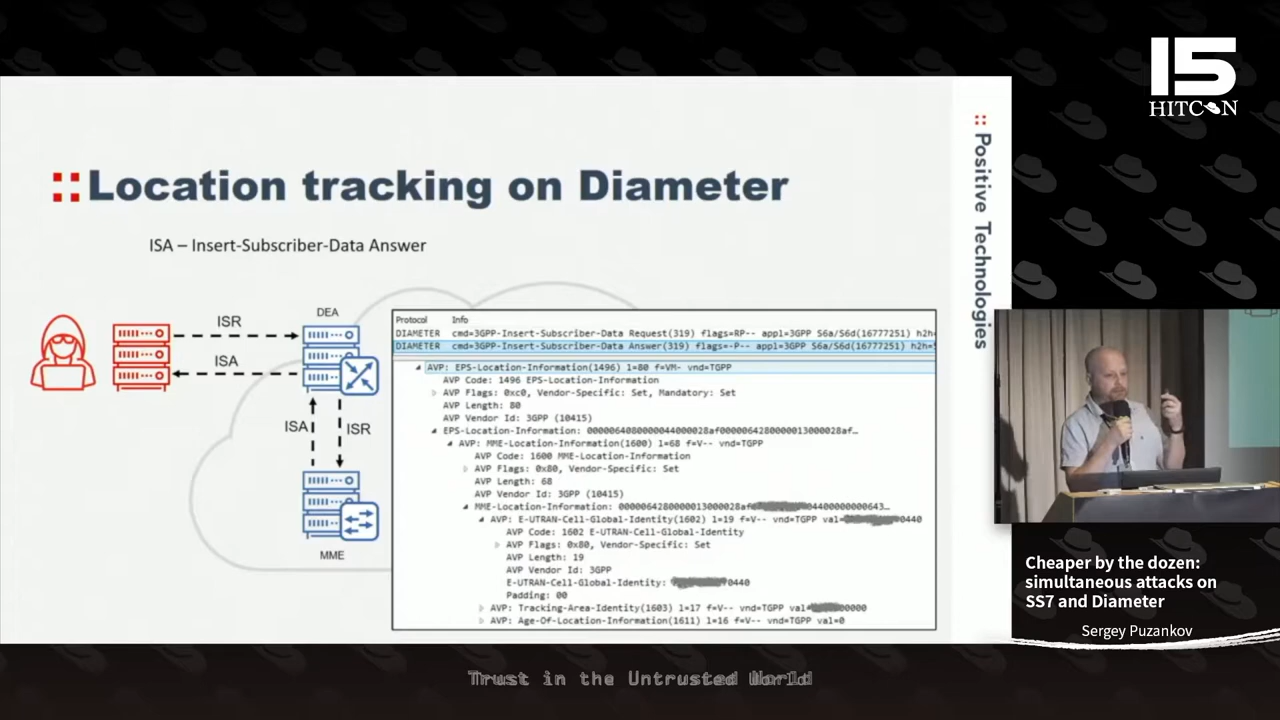 15
HITCON
:: Positive Technologies
:: Location tracking on Diameter
ISA – Insert-Subscriber-Data Answer
ISR
ISA
DEA
ISA
ISR
MME
Protocol Info
DIAMETER cmd=3GPP-Insert-Subscriber-Data Request(319) flags=RP-- appl=3GPP S6a/S6d(16777251) h2h=
DIAMETER cmd=3GPP-Insert-Subscriber-Data Answer(319) flags=-P-- appl=3GPP S6a/S6d(16777251) h2h=
AVP: EPS-Location-Information(1496) l=80 f=VM- vnd=TGPP
AVP Code: 1496 EPS-Location-Information
AVP Flags: 0xc0, Vendor-Specific: Set, Mandatory: Set
AVP Length: 80
AVP Vendor Id: 3GPP (10415)
EPS-Location-Information:
AVP: MME-Location-Information(1600) l=68 f=V-- vnd=TGPP
AVP Code: 1600 MME-Location-Information
AVP Flags: 0x80, Vendor-Specific: Set
AVP Length: 68
AVP Vendor Id: 3GPP (10415)
MME-Location-Information:
AVP: E-UTRAN-Cell-Global-Identity(1602) l=19 f=V-- vnd=TGPP val= 0440
AVP Code: 1602 E-UTRAN-Cell-Global-Identity
AVP Flags: 0x80, Vendor-Specific: Set
AVP Length: 19
AVP Vendor Id: 3GPP
E-UTRAN-Cell-Global-Identity: 0440
Padding: 00
AVP: Tracking-Area-Identity(1603) l=17 f=V-- vnd=TGPP val= 00000
AVP: Age-Of-Location-Information(1611) l=16 f=V-- vnd=TGPP val=0
Cheaper by the dozen:
simultaneous attacks on
SS7 and Diameter
Sergey Puzankov
Trust in the Untrusted World